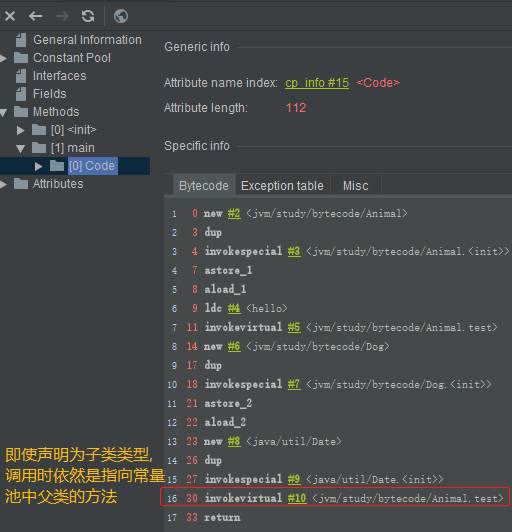 General Information
Constant Pool
Interfaces
Fields
Methods
[0] <init>
[1] main
[0] Code
Attributes
Generic info
Attribute name index: cp_info #15 <Code>
Attribute length: 112
Specific info
Bytecode Exception table Misc
1 0 new #2 <jvm/study/bytecode/Animal>
2 3 dup
3 4 invokespecial #3 <jvm/study/bytecode/Animal.<init>>
4 7 astore_1
5 8 aload_1
6 9 ldc #4 <hello>
7 11 invokevirtual #5 <jvm/study/bytecode/Animal.test>
8 14 new #6 <jvm/study/bytecode/Dog>
9 17 dup
10 18 invokespecial #7 <jvm/study/bytecode/Dog.<init>>
11 21 astore_2
12 22 aload_2
13 23 new #8 <java/util/Date>
14 26 dup
15 27 invokespecial #9 <java/util/Date.<init>>
16 30 invokevirtual #10 <jvm/study/bytecode/Animal.test>
17 33 return
即使声明为子类类型,
调用时依然是指向常量
池中父类的方法